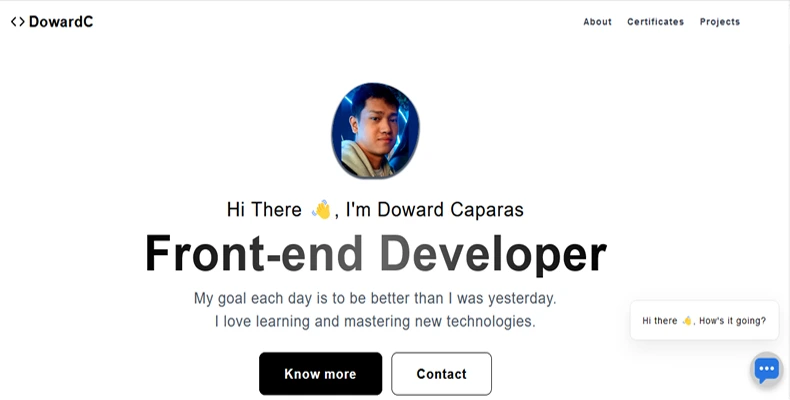 DowardC
About Certificates Projects
Hi There 👋, I'm Doward Caparas
Front-end Developer
My goal each day is to be better than I was yesterday.
I love learning and mastering new technologies.
Hi there 👋, How's it going?
Know more Contact